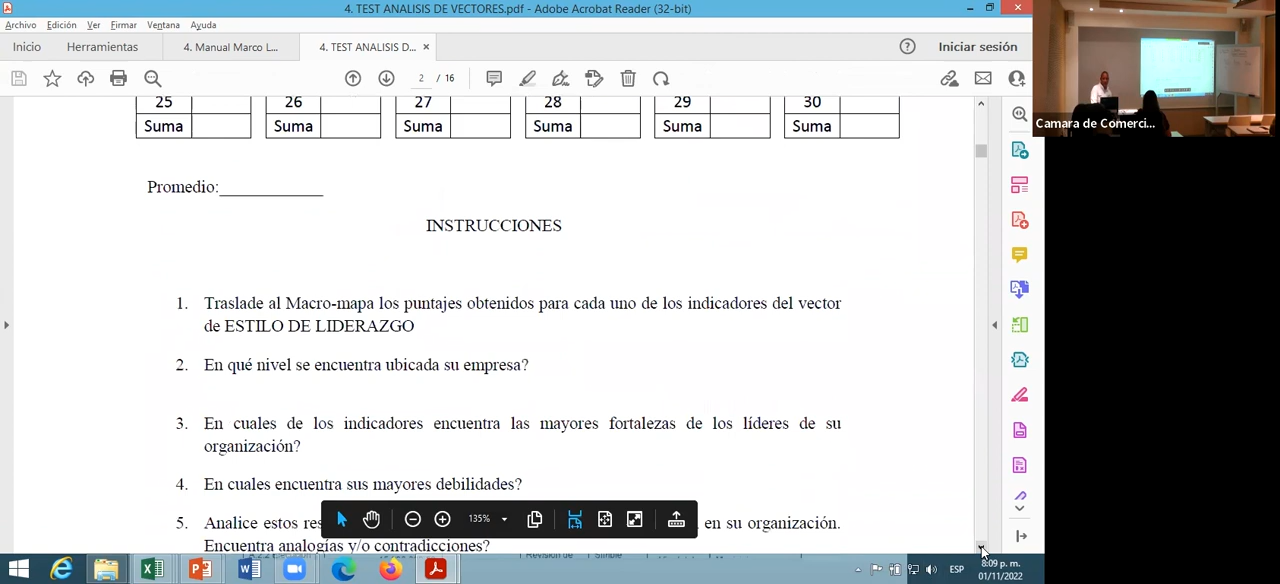 4. TEST ANALISIS DE VECTORES.pdf - Adobe Acrobat Reader (32-bit)
Archivo Edición Ver Firmar Ventana Ayuda
Inicio Herramientas 4. Manual Marco L... 4. TEST ANALISIS D... × Iniciar sesión
2 / 16
25 26 27 28 29 30
Suma Suma Suma Suma Suma Suma
Promedio:____________
INSTRUCCIONES
1. Traslade al Macro-mapa los puntajes obtenidos para cada uno de los indicadores del vector
de ESTILO DE LIDERAZGO
2. En qué nivel se encuentra ubicada su empresa?
3. En cuales de los indicadores encuentra las mayores fortalezas de los líderes de su
organización?
4. En cuales encuentra sus mayores debilidades?
5. Analice estos res en su organización.
Encuentra analogías y/o contradicciones?
135%
Camara de Comerci...
ESP
8:09 p. m.
01/11/2022